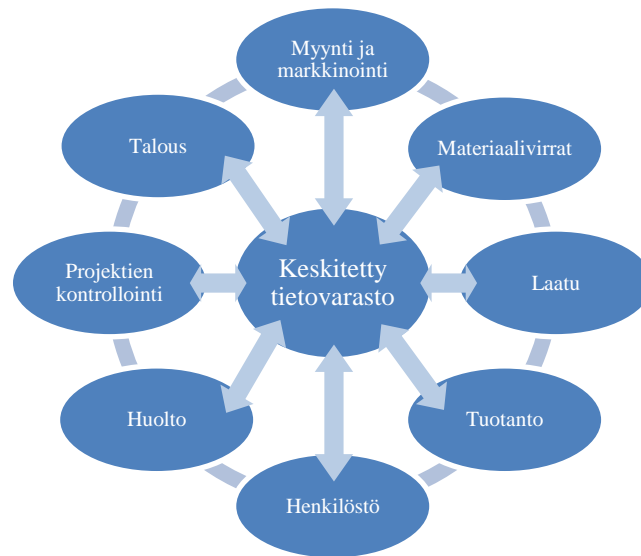 Myynti ja
markkinointi
Talous
Materiaalivirrat
Projektien
kontrollointi
Keskitetty
tietovarasto
Laatu
Huolto
Tuotanto
Henkilöstö